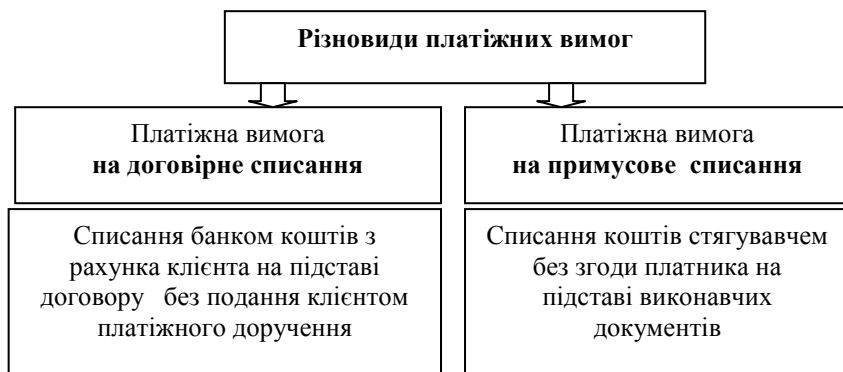 Різновиди платіжних вимог
Платіжна вимога
на договірне списання
Платіжна вимога
на примусове списання
Списання банком коштів з
рахунка клієнта на підставі
договору без подання клієнтом
платіжного доручення
Списання коштів стягувавчем
без згоди платника на
підставі виконавчих
документів